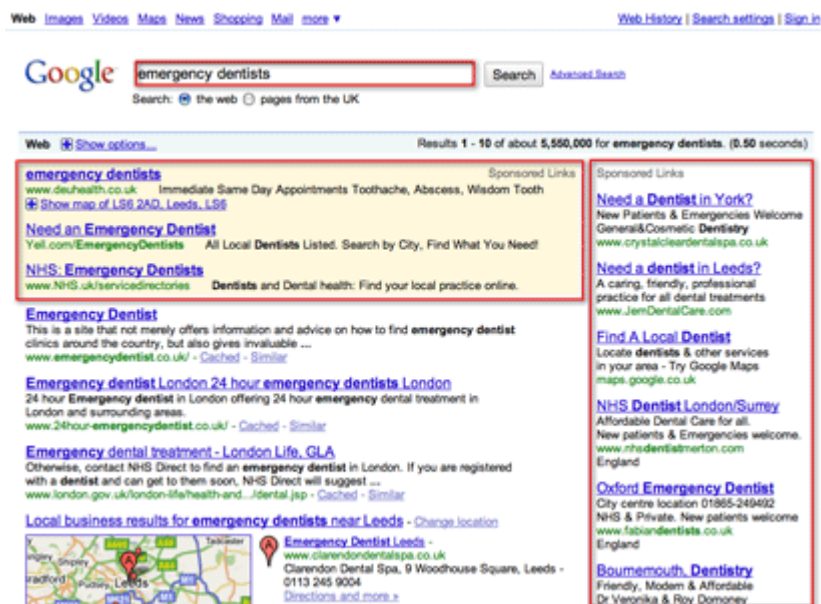 Web Images Videos Maps News Shopping Mail more ▼
Web History | Search settings | Sign in
Google
emergency dentists
Search
Advanced Search
Search: the web pages from the UK
Web Show options...
Results 1 - 10 of about 5,550,000 for emergency dentists. (0.50 seconds)
emergency dentists
Sponsored Links
www.deuhealth.co.uk Immediate Same Day Appointments Toothache, Abscess, Wisdom Tooth
Show map of LS6 2AD, Leeds, LS6
Need an Emergency Dentist
Yell.com/EmergencyDentists All Local Dentists Listed. Search by City, Find What You Need!
NHS: Emergency Dentists
www.NHS.uk/servicedirectories Dentists and Dental health: Find your local practice online.
Emergency Dentist
This is a site that not merely offers information and advice on how to find emergency dentist
clinics around the country, but also gives invaluable ...
www.emergencydentist.co.uk/ - Cached - Similar
Emergency dentist London 24 hour emergency dentists London
24 hour Emergency dentist in London offering 24 hour emergency dental treatment in
London and surrounding areas.
www.24hour-emergencydentist.co.uk/ - Cached - Similar
Emergency dental treatment - London Life, GLA
Otherwise, contact NHS Direct to find an emergency dentist in London. If you are registered
with a dentist and can get to them soon, NHS Direct will suggest ...
www.london.gov.uk/london-life/health-and.../dental.jsp - Cached - Similar
Local business results for emergency dentists near Leeds - Change location
Tadcaster
Shipley
Pudsey
Leeds
A
A
Emergency Dentist Leeds -
www.clarendondentalspa.co.uk
Clarendon Dental Spa, 9 Woodhouse Square, Leeds -
0113 245 9004
Directions and more »
Sponsored Links
Need a Dentist in York?
New Patients & Emergencies Welcome
General&Cosmetic Dentistry
www.crystalcleardentalspa.co.uk
Need a dentist in Leeds?
A caring, friendly, professional
practice for all dental treatments
www.JemDentalCare.com
Find A Local Dentist
Locate dentists & other services
in your area - Try Google Maps
maps.google.co.uk
NHS Dentist London/Surrey
Affordable Dental Care for all.
New patients & Emergencies welcome.
www.nhsdentistmerton.com
England
Oxford Emergency Dentist
City centre location 01865-249492
NHS & Private. New patients welcome
www.fabiandentists.co.uk
England
Bournemouth, Dentistry
Friendly, Modern & Affordable
Dr Veronika & Roy Domoney